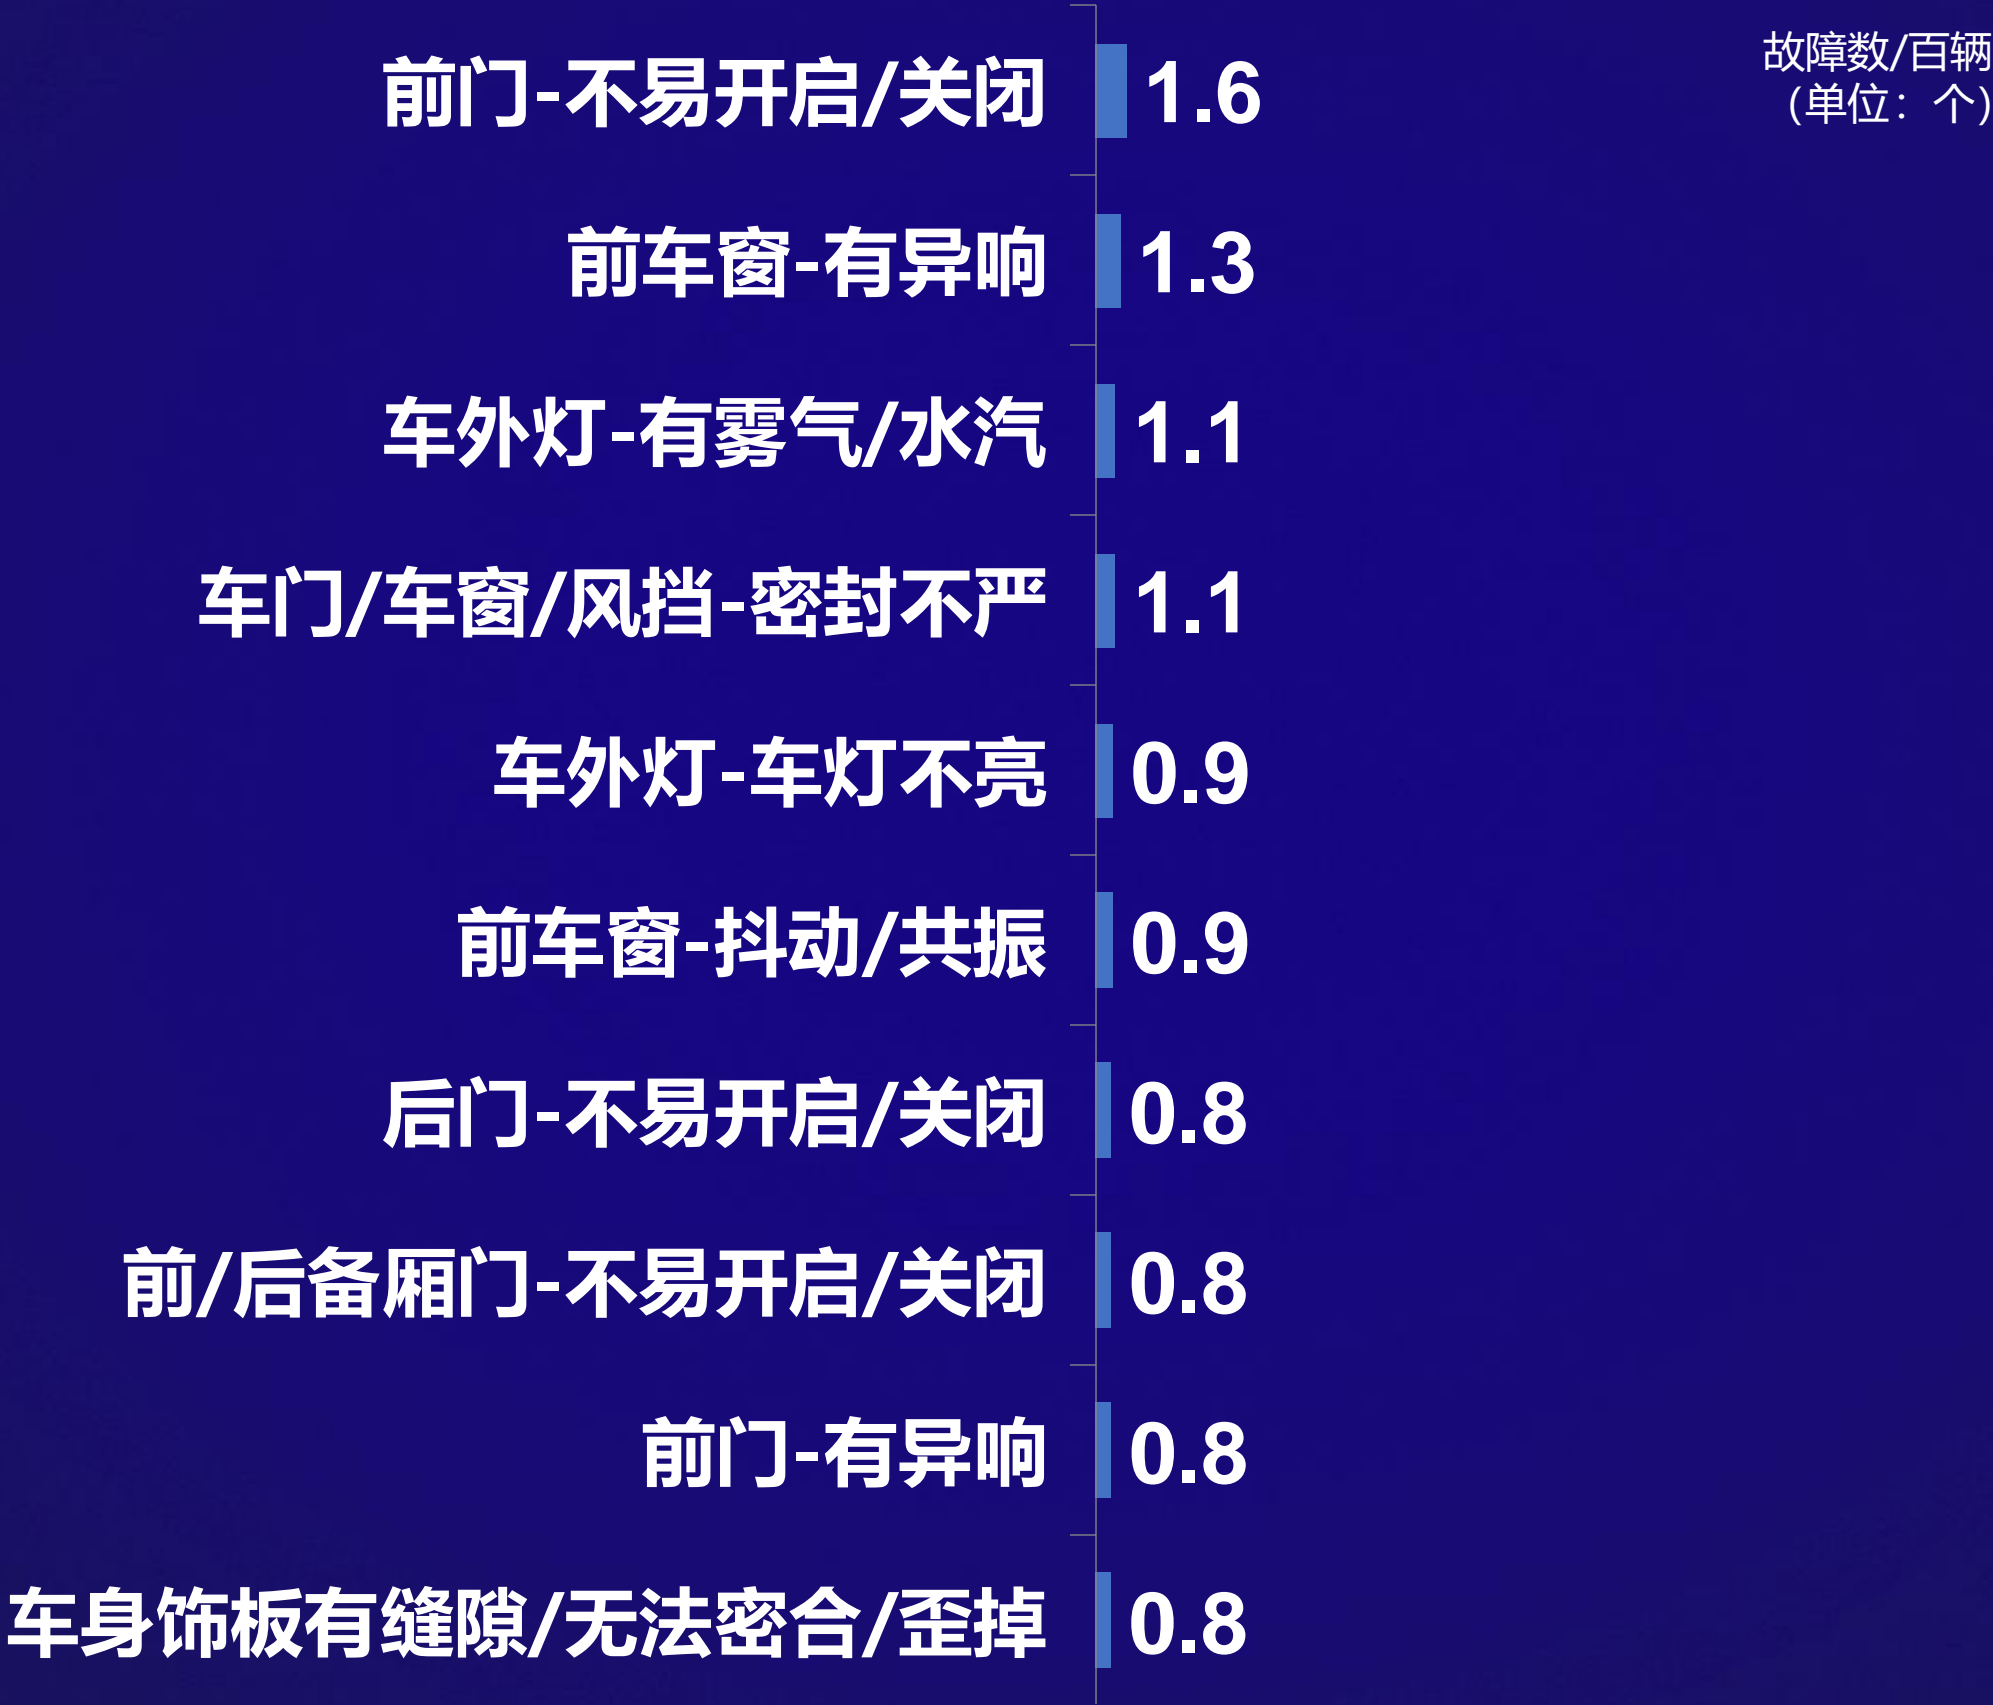 故障数/百辆
（单位：个）
前门-不易开启/关闭 1.6
前车窗-有异响 1.3
车外灯-有雾气/水汽 1.1
车门/车窗/风挡-密封不严 1.1
车外灯-车灯不亮 0.9
前车窗-抖动/共振 0.9
后门-不易开启/关闭 0.8
前/后备厢门-不易开启/关闭 0.8
前门-有异响 0.8
车身饰板有缝隙/无法密合/歪掉 0.8